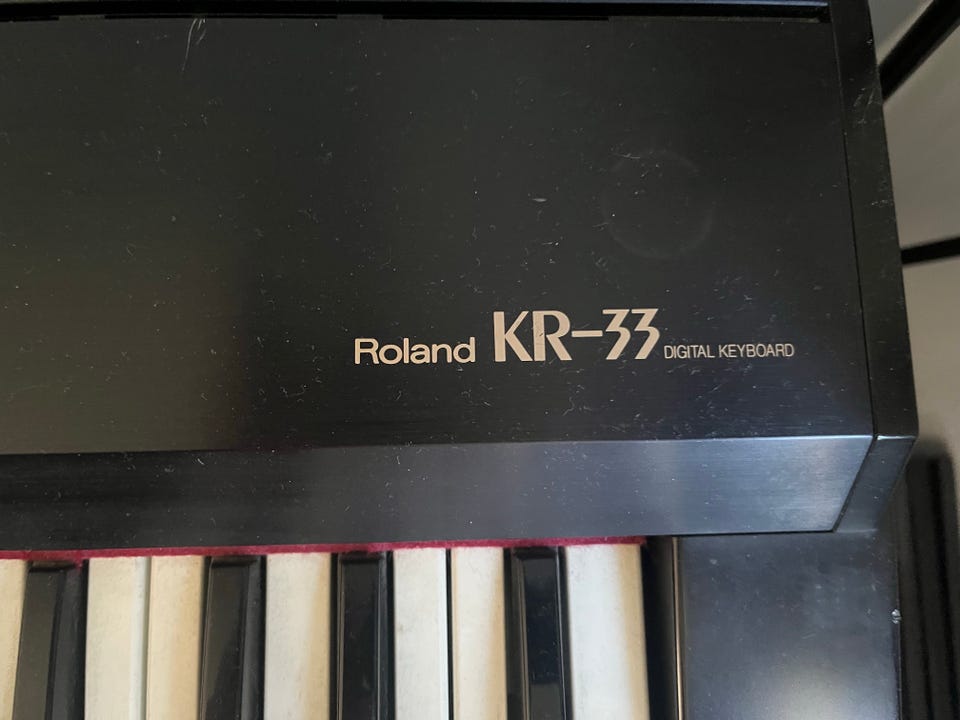 Roland KR-33 DIGITAL KEYBOARD